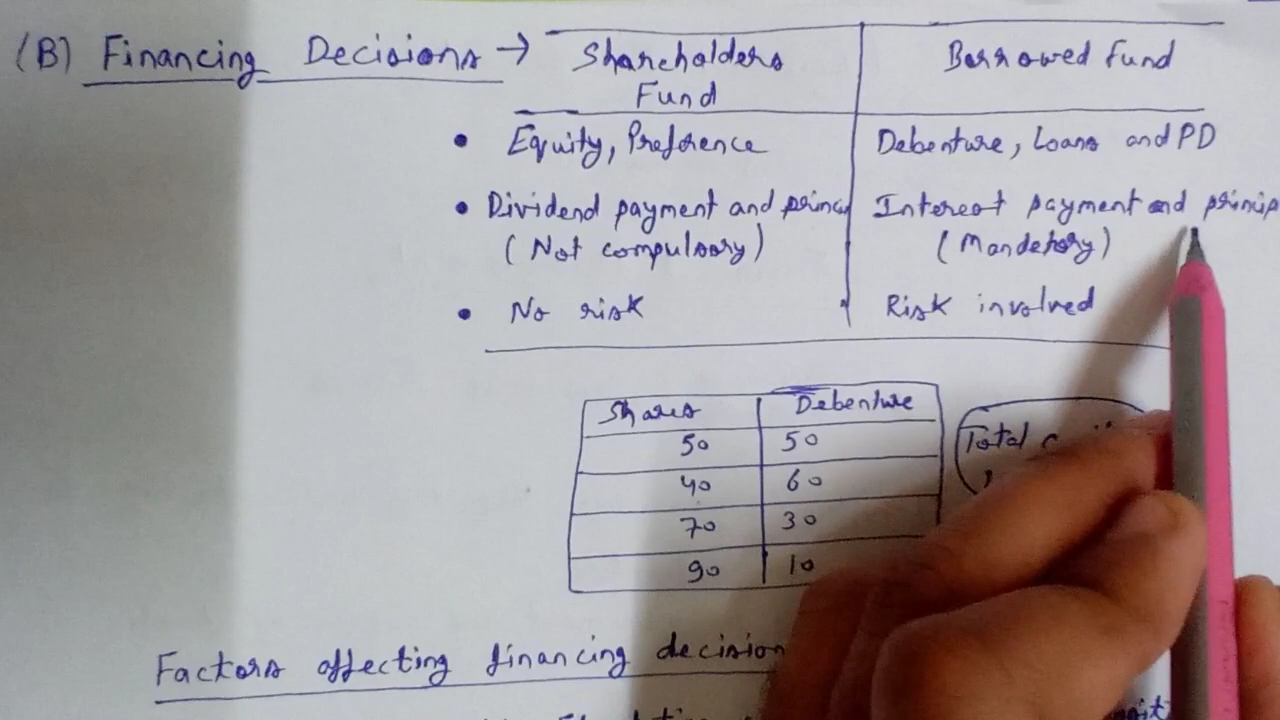 (B) Financing Decisions → Shareholders Fund | Borrowed fund
• Equity, Preference | Debenture, Loans and PD
• Dividend payment and princ | Interest payment and princip
(Not compulsory) | (Mandetory)
• No risk | Risk involved
Shares | Debenture
50 | 50
40 | 60
70 | 30
90 | 10
Total
Factors affecting financing decision